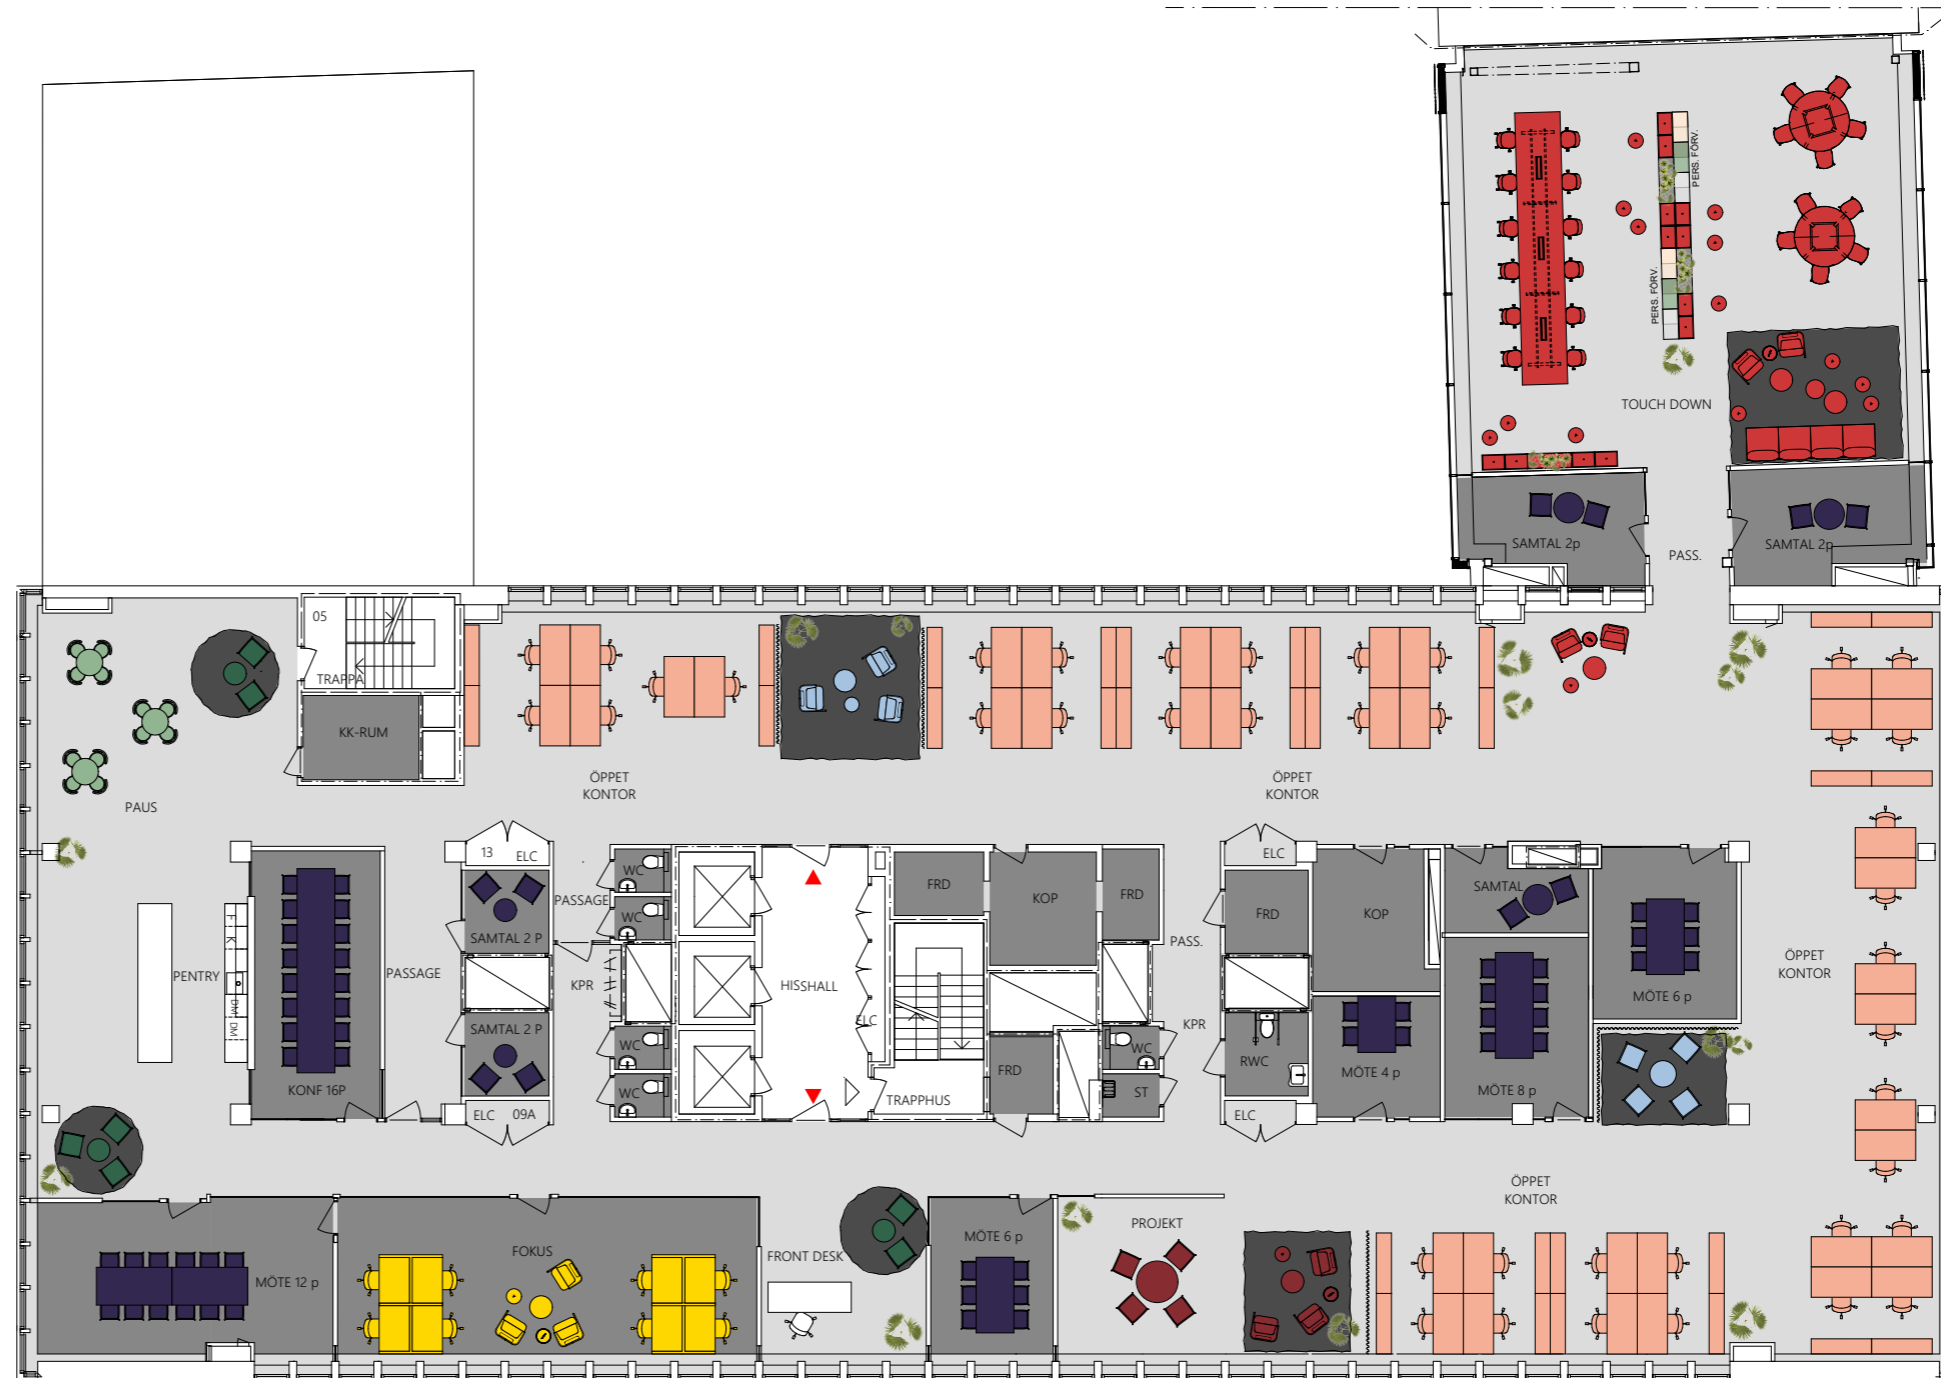 PERS. FÖRV.
PERS. FÖRV.
TOUCH DOWN
SAMTAL 2p
PASS.
SAMTAL 2p
05
TRAPPA
KK-RUM
ÖPPET
KONTOR
ÖPPET
KONTOR
PAUS
13
ELC
WC
PASSAGE
WC
SAMTAL 2 P
FRD
KOP
FRD
ELC
FRD
KOP
SAMTAL
PASS.
ÖPPET
KONTOR
F
K
DM
DM
PENTRY
PASSAGE
KPR
HISSHALL
MÖTE 6 p
SAMTAL 2 P
ELC
KPR
WC
WC
WC
RWC
FRD
MÖTE 4 p
KONF 16P
MÖTE 8 p
WC
TRAPPHUS
ST
ELC
09A
ELC
ÖPPET
KONTOR
PROJEKT
MÖTE 6 p
FOKUS
FRONT DESK
MÖTE 12 p